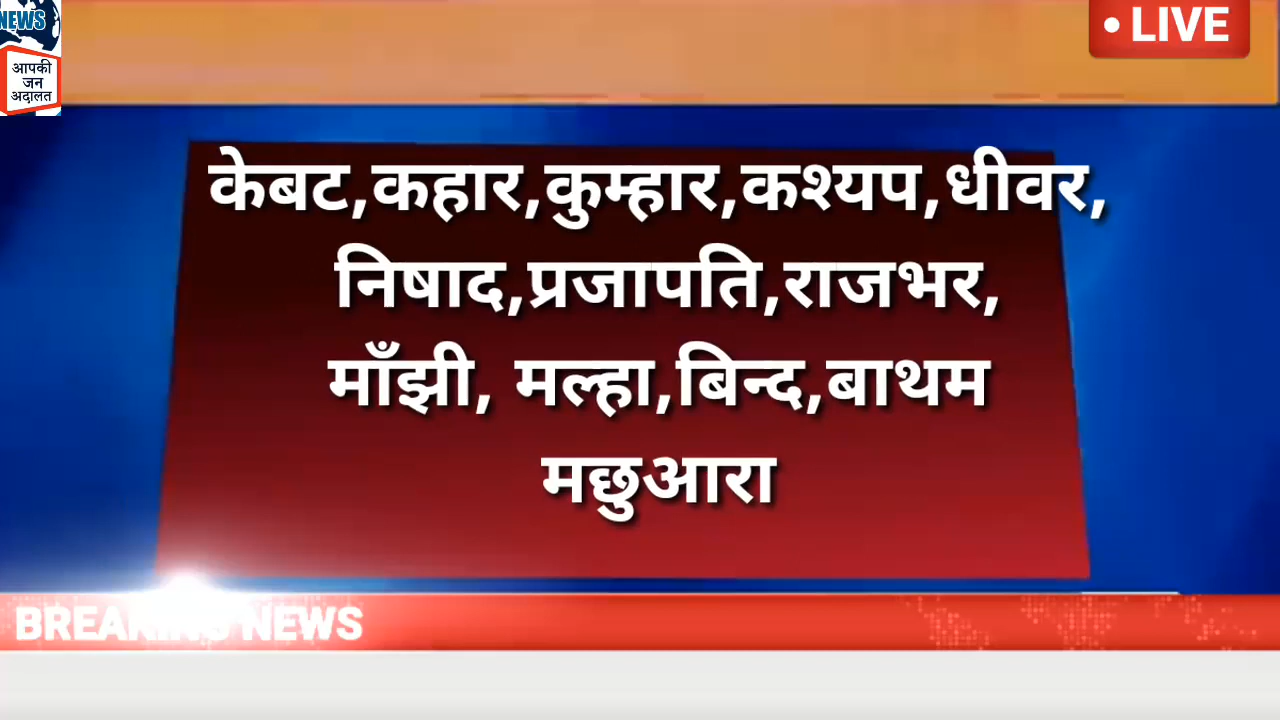 NEWS
आपकी
जन
अदालत
LIVE
केबट,कहार,कुम्हार,कश्यप,धीवर,
निषाद,प्रजापति,राजभर,
माँझी, मल्हा,बिन्द,बाथम
मछुआरा
BREAKING NEWS